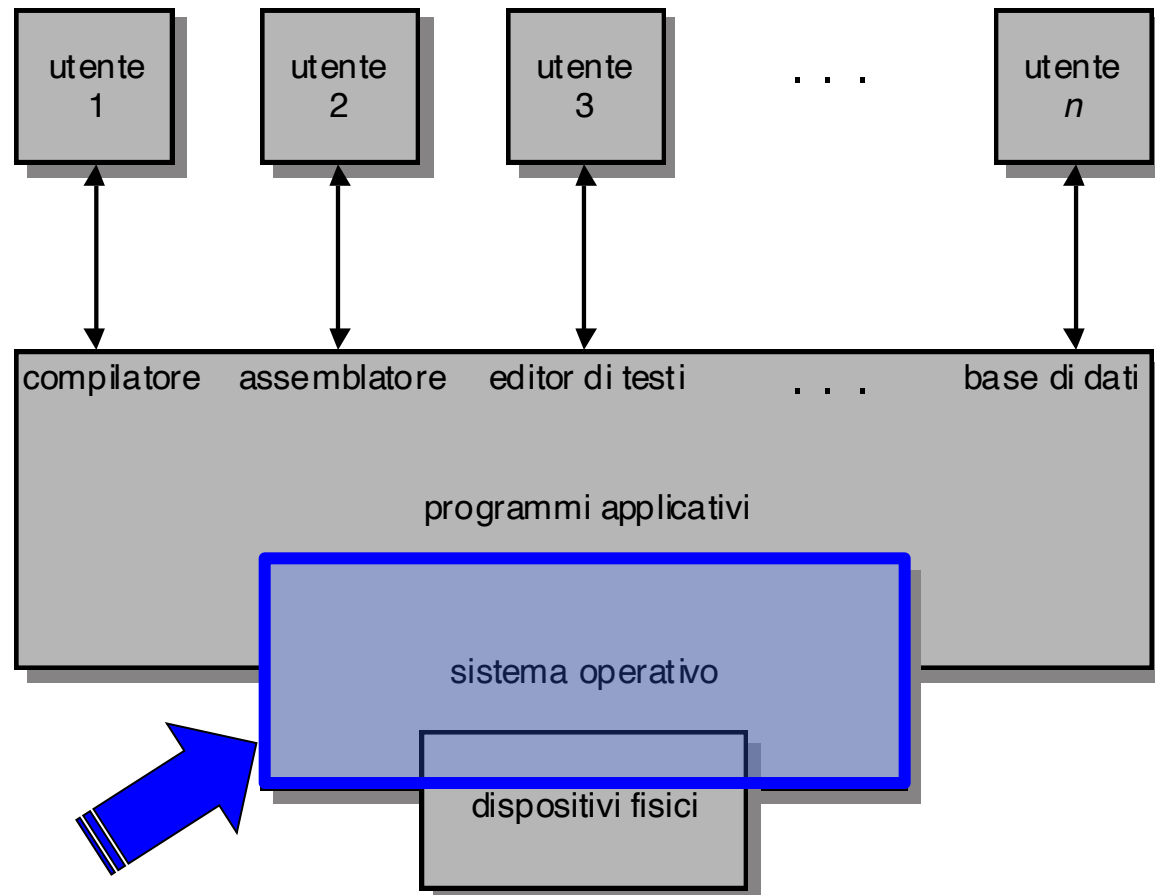 utente
1
utente
2
utente
3
. . .
utente
n
compilatore
assemblatore
editor di testi
. . .
base di dati
programmi applicativi
sistema operativo
dispositivi fisici